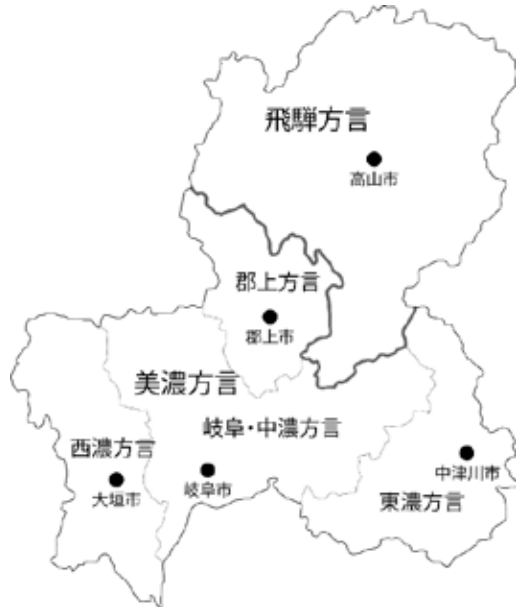 飛騨方言
高山市
郡上方言
郡上市
美濃方言
岐阜・中濃方言
西濃方言
大垣市
岐阜市
中津川市
東濃方言